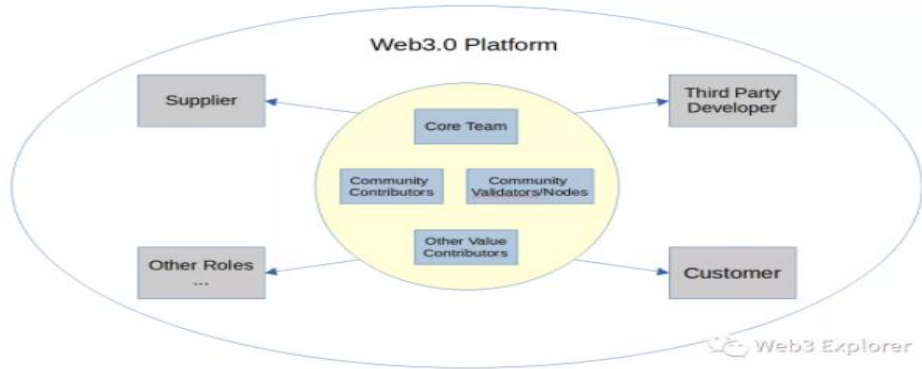 Web3.0 Platform
Supplier
Third Party
Developer
Core Team
Community
Contributors
Community
Validators/Nodes
Other Value
Contributors
Other Roles
...
Customer
Web3 Explorer